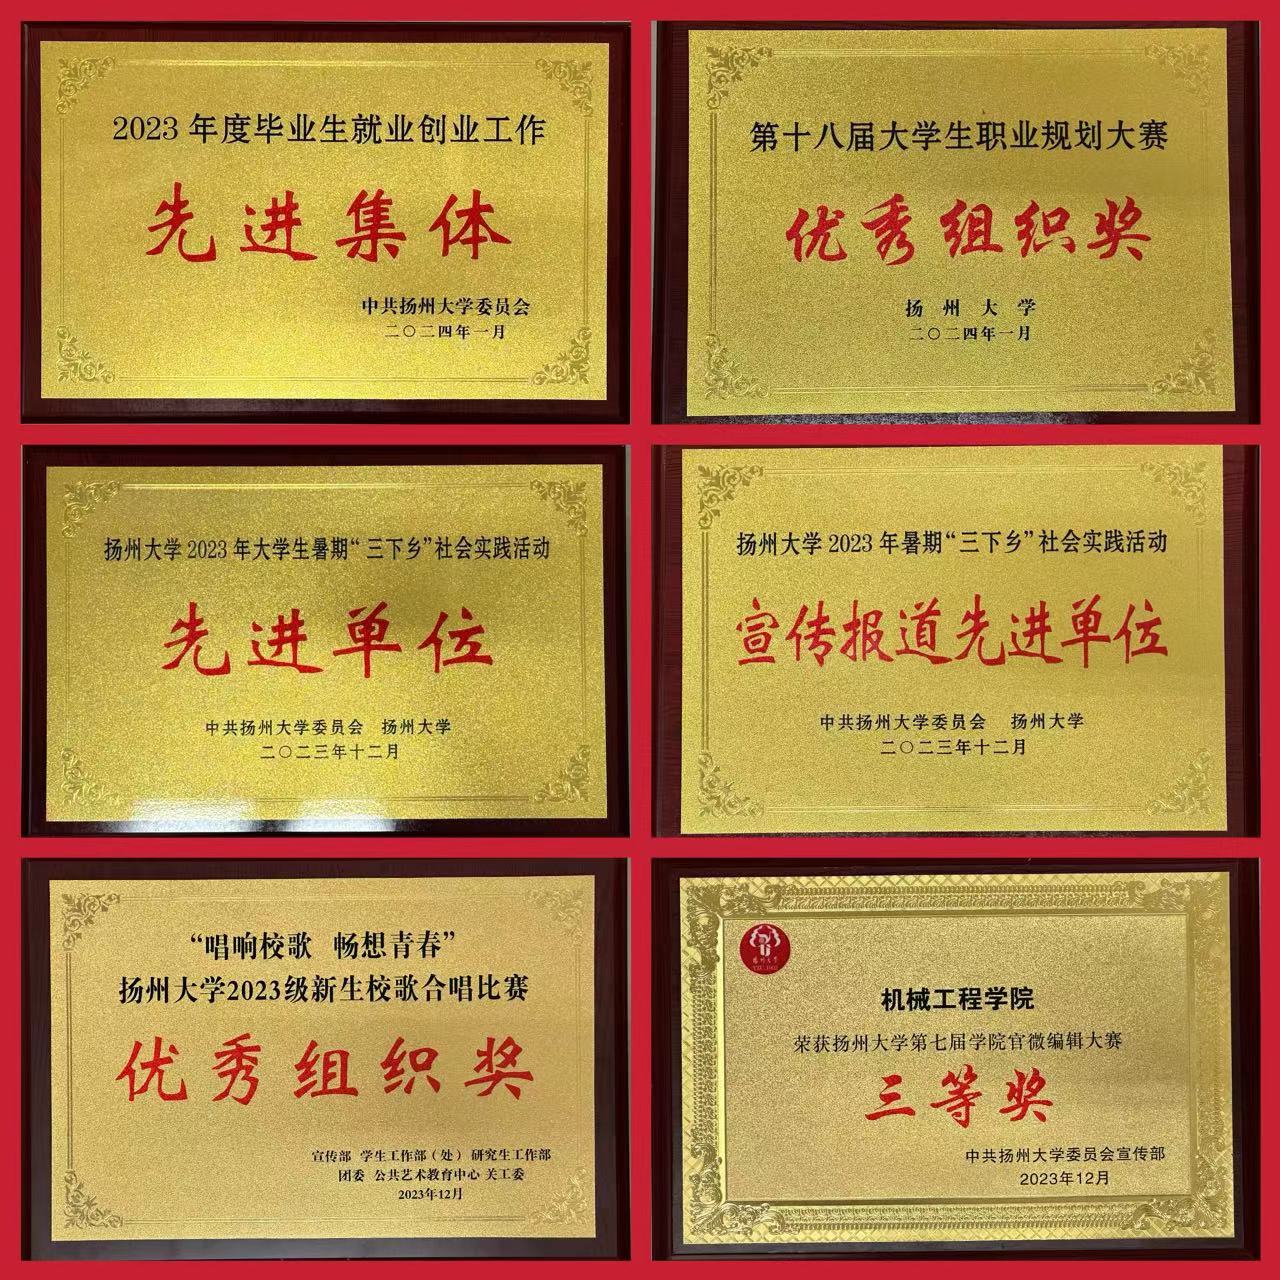 2023 年度毕业生就业创业工作
先进集体
中共扬州大学委员会
二〇二四年一月
第十八届大学生职业规划大赛
优秀组织奖
扬州大学
二〇二四年一月
扬州大学 2023 年大学生暑期“三下乡”社会实践活动
先进单位
中共扬州大学委员会 扬州大学
二〇二三年十二月
扬州大学 2023 年暑期“三下乡”社会实践活动
宣传报道先进单位
中共扬州大学委员会 扬州大学
二〇二三年十二月
“唱响校歌 畅想青春”
扬州大学2023级新生校歌合唱比赛
优秀组织奖
宣传部 学生工作部（处）研究生工作部
团委 公共艺术教育中心 关工委
2023年12月
机械工程学院
荣获扬州大学第七届学院官微编辑大赛
三等奖
中共扬州大学委员会宣传部
2023年12月